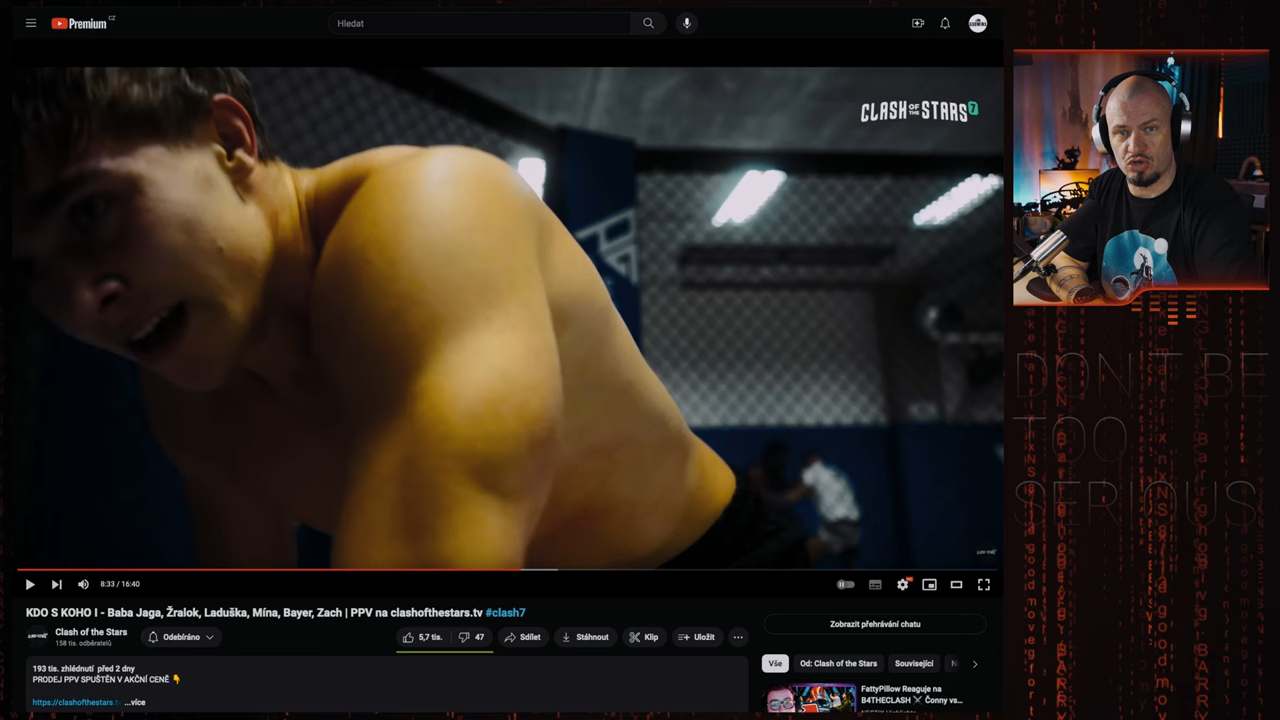 Premium CZ
Hledat
CLASH OF THE STARS 7
8:33 / 16:40
KDO S KOHO I - Baba Jaga, Žralok, Laduška, Mína, Bayer, Zach | PPV na clashofthestars.tv #clash7
Clash of the Stars
158 tis. odběratelů
Odebíráno
5,7 tis.
47
Sdílet
Stáhnout
Klip
Uložit
193 tis. zhlédnutí před 2 dny
PRODEJ PPV SPUŠTĚN V AKČNÍ CENĚ 👇
https://clashofthestars.t
...více
Zobrazit přehrávání chatu
Vše
Od: Clash of the Stars
Související
FattyPillow Reaguje na
B4THECLASH ⚔ Čonny vs...
DON'T BE
TOO
SERIOUS